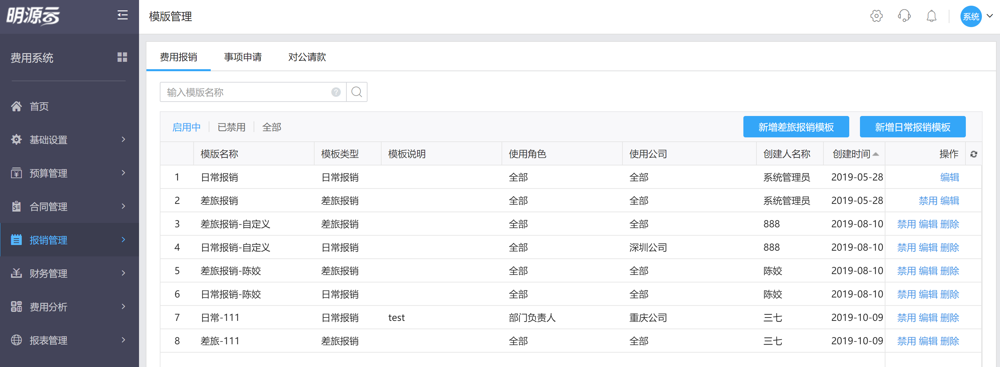 明源云
模版管理
系统
费用系统
首页
基础设置
预算管理
合同管理
报销管理
财务管理
费用分析
报表管理
费用报销 事项申请 对公请款
输入模版名称 ?
启用中 已禁用 全部 新增差旅报销模板 新增日常报销模板
模版名称 模板类型 模板说明 使用角色 使用公司 创建人名称 创建时间 操作
1 日常报销 日常报销 全部 全部 系统管理员 2019-05-28 编辑
2 差旅报销 差旅报销 全部 全部 系统管理员 2019-05-28 禁用 编辑
3 差旅报销-自定义 差旅报销 全部 全部 888 2019-08-10 禁用 编辑 删除
4 日常报销-自定义 日常报销 全部 深圳公司 888 2019-08-10 禁用 编辑 删除
5 差旅报销-陈姣 差旅报销 全部 全部 陈姣 2019-08-10 禁用 编辑 删除
6 日常报销-陈姣 日常报销 全部 全部 陈姣 2019-08-10 禁用 编辑 删除
7 日常-111 日常报销 test 部门负责人 重庆公司 三七 2019-10-09 禁用 编辑 删除
8 差旅-111 差旅报销 全部 全部 三七 2019-10-09 禁用 编辑 删除